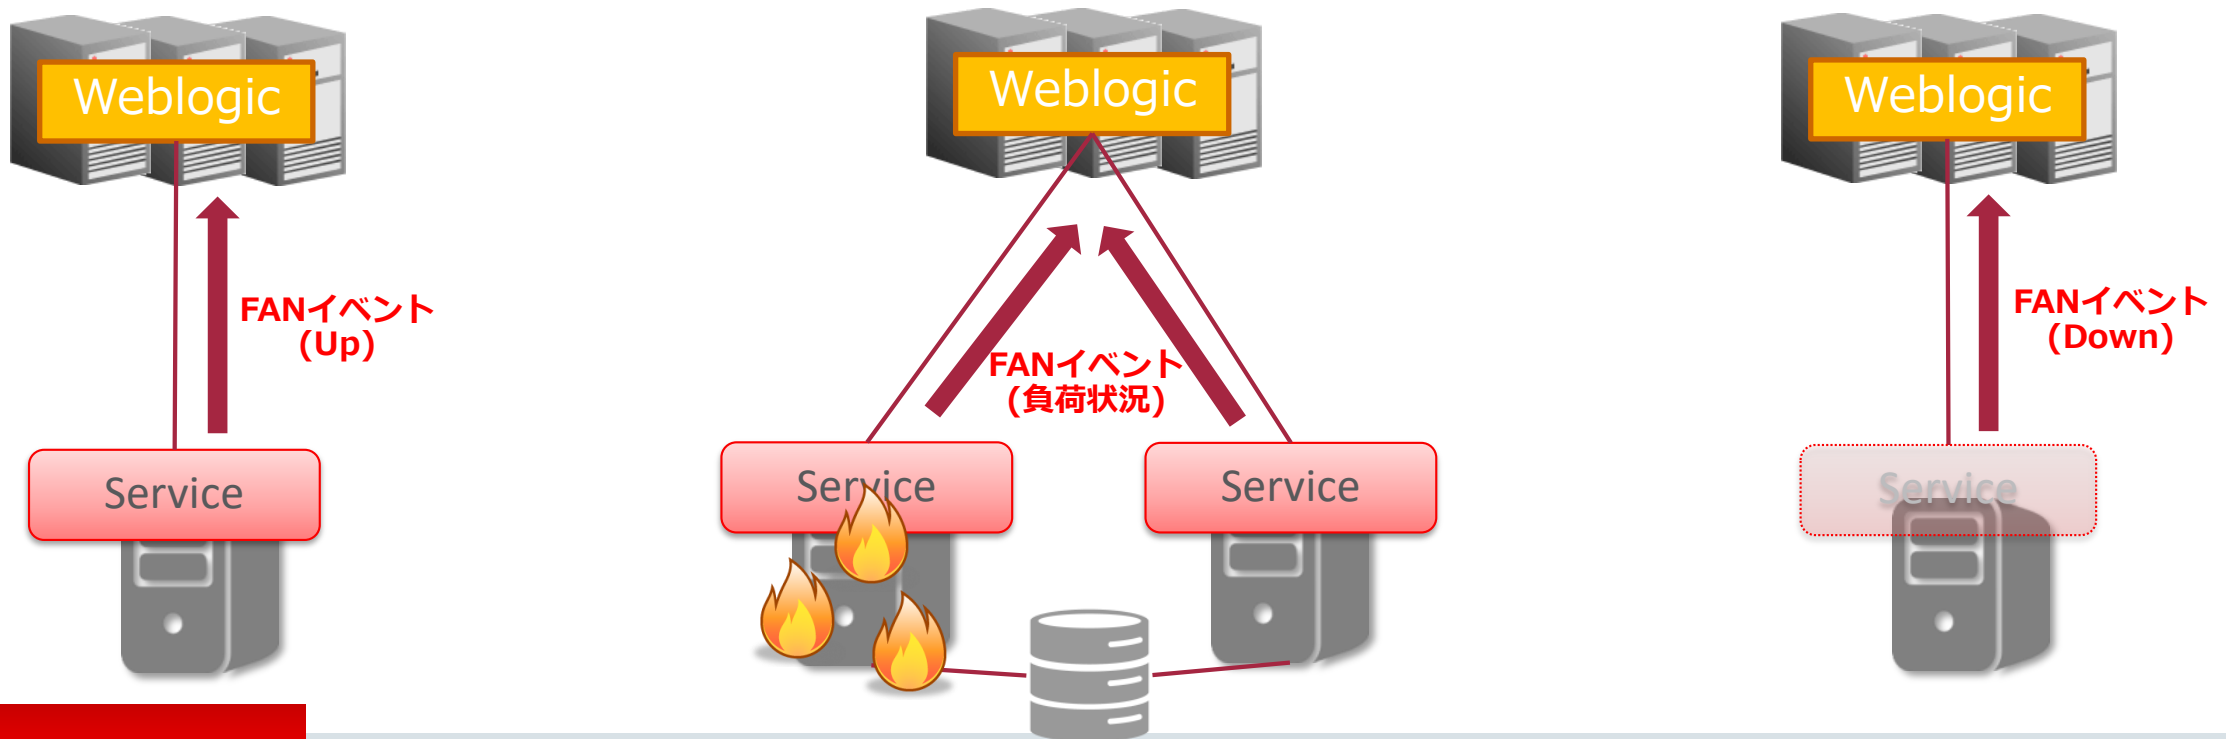 Weblogic
FANイベント
(Up)
Service
Weblogic
FANイベント
(負荷状況)
Service
Service
Weblogic
FANイベント
(Down)
Service